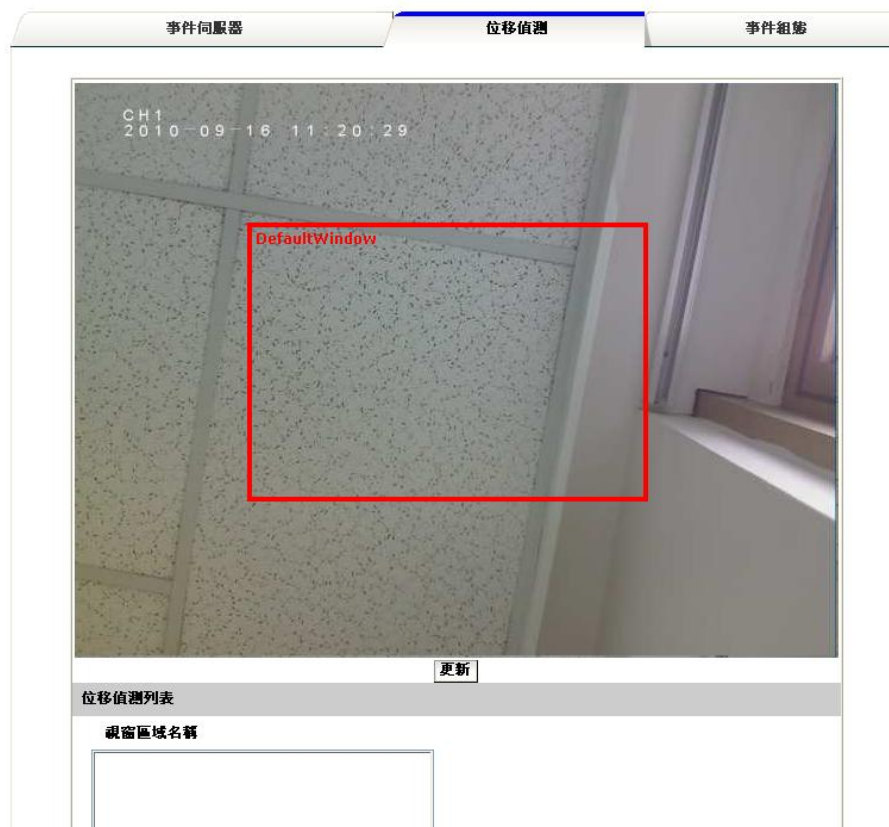 事件伺服器 位移偵測 事件組態
CH1
2010-09-16 11:20:29
DefaultWindow
更新
位移偵測列表
視窗區域名稱